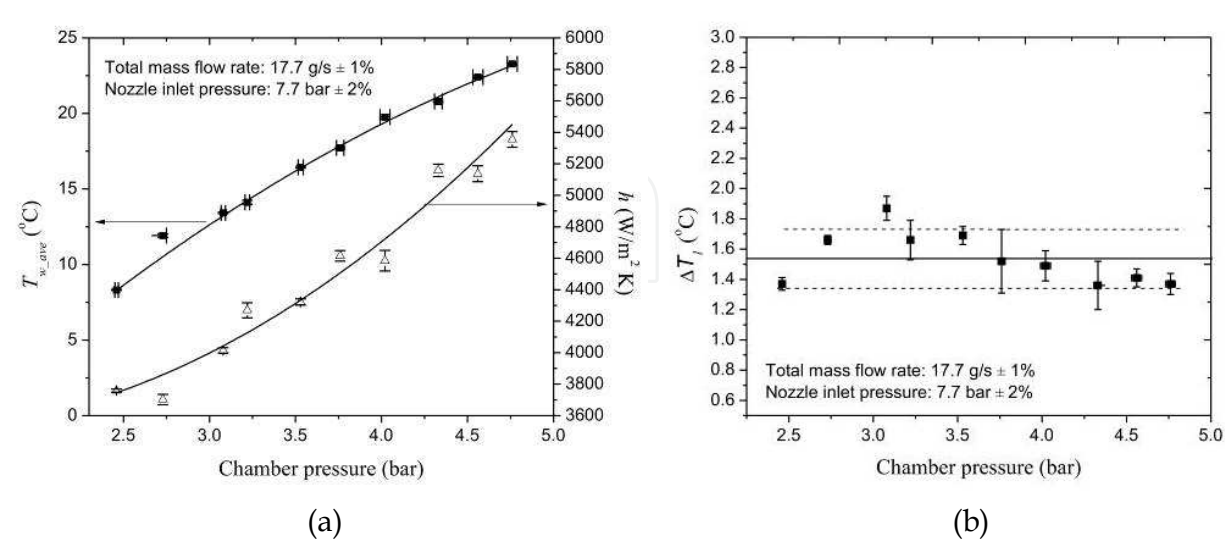 Total mass flow rate: 17.7 g/s ± 1%
Nozzle inlet pressure: 7.7 bar ± 2%
25
20
15
10
5
0
T_w_ave (°C)
6000
5800
5600
5400
5200
5000
4800
4600
4400
4200
4000
3800
3600
h (W/m² K)
2.5 3.0 3.5 4.0 4.5 5.0
Chamber pressure (bar)
(a)
3.0
2.8
2.6
2.4
2.2
2.0
1.8
1.6
1.4
1.2
1.0
0.8
0.6
ΔT_l (°C)
Total mass flow rate: 17.7 g/s ± 1%
Nozzle inlet pressure: 7.7 bar ± 2%
2.5 3.0 3.5 4.0 4.5 5.0
Chamber pressure (bar)
(b)